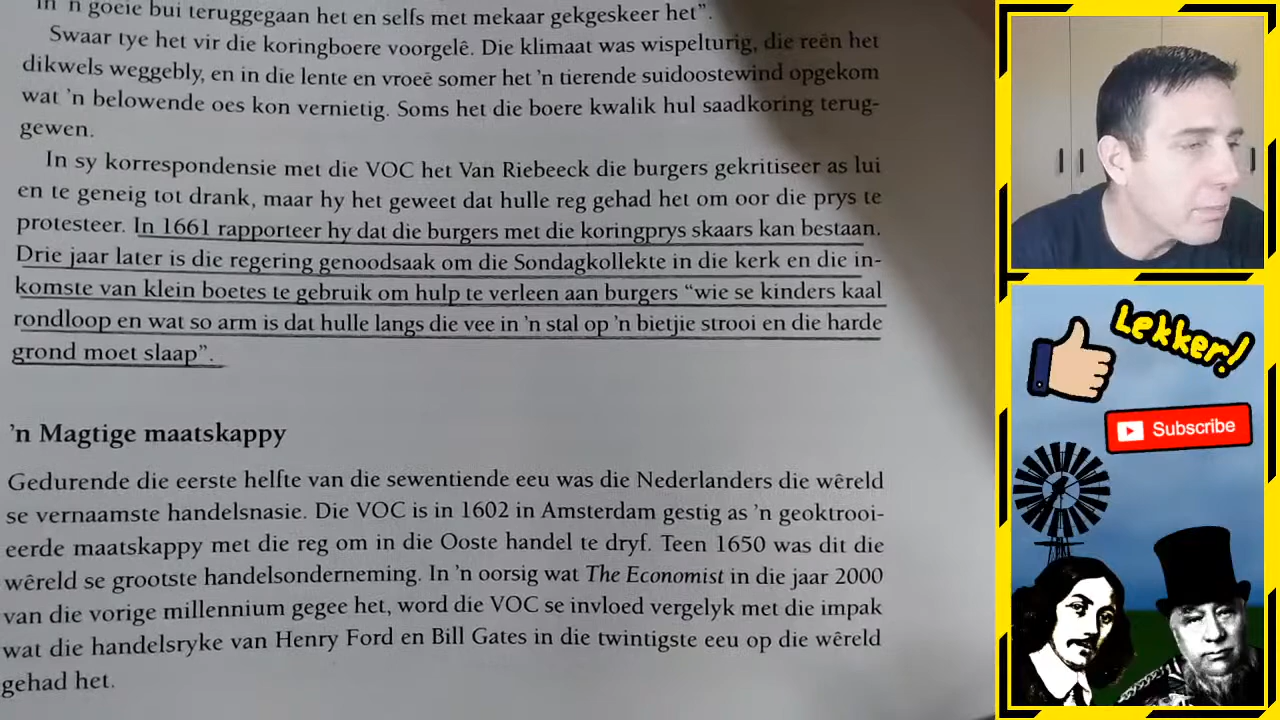 in 'n goeie bui teruggegaan het en selfs met mekaar gekgeskeer het”.
Swaar tye het vir die koringboere voorgelê. Die klimaat was wispelturig, die reën het
dikwels weggebly, en in die lente en vroeë somer het 'n tierende suidoostewind opgekom
wat 'n belowende oes kon vernietig. Soms het die boere kwalik hul saadkoring terug-
gewen.
In sy korrespondensie met die VOC het Van Riebeeck die burgers gekritiseer as lui
en te geneig tot drank, maar hy het geweet dat hulle reg gehad het om oor die prys te
protesteer. In 1661 rapporteer hy dat die burgers met die koringprys skaars kan bestaan.
Drie jaar later is die regering genoodsaak om die Sondagkollekte in die kerk en die in-
komste van klein boetes te gebruik om hulp te verleen aan burgers “wie se kinders kaal
rondloop en wat so arm is dat hulle langs die vee in 'n stal op 'n bietjie strooi en die harde
grond moet slaap”.
'n Magtige maatskappy
Gedurende die eerste helfte van die sewentiende eeu was die Nederlanders die wêreld
se vernaamste handelsnasie. Die VOC is in 1602 in Amsterdam gestig as 'n geoktrooi-
eerde maatskappy met die reg om in die Ooste handel te dryf. Teen 1650 was dit die
wêreld se grootste handelsonderneming. In 'n oorsig wat The Economist in die jaar 2000
van die vorige millennium gegee het, word die VOC se invloed vergelyk met die impak
wat die handelsryke van Henry Ford en Bill Gates in die twintigste eeu op die wêreld
gehad het.
Lekker!
Subscribe